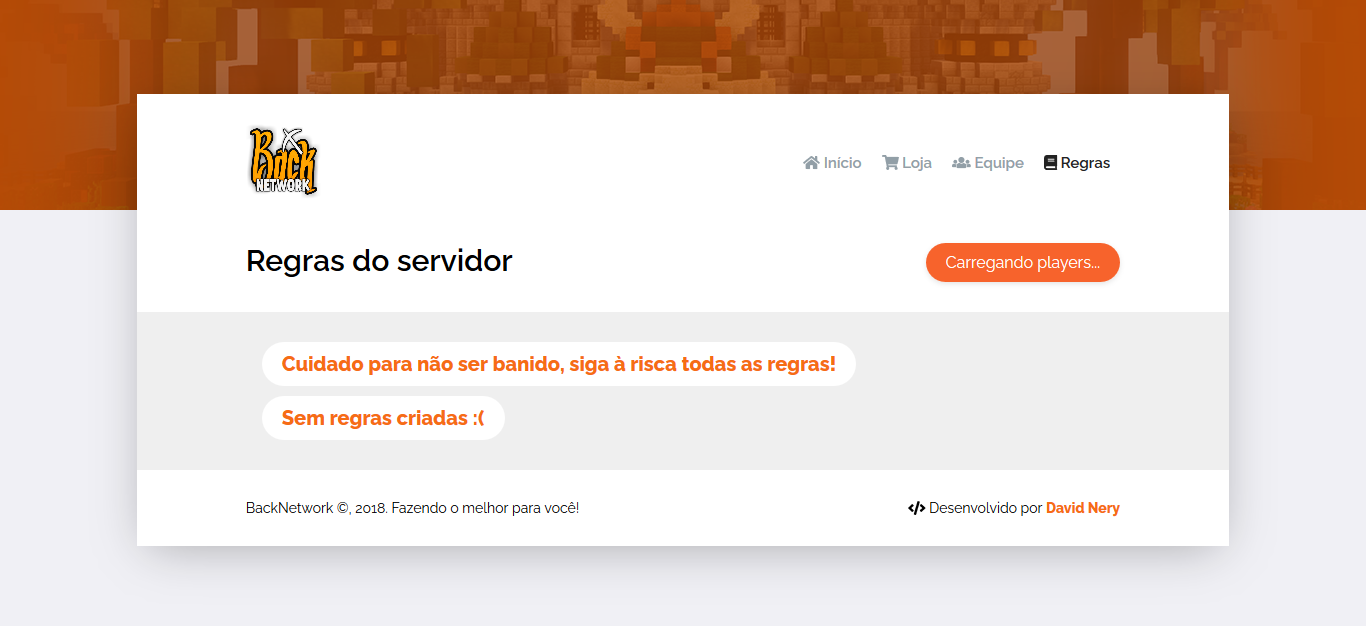 Back
NETWORK
Início Loja Equipe Regras
Regras do servidor
Carregando players...
Cuidado para não ser banido, siga à risca todas as regras!
Sem regras criadas :(
BackNetwork ©, 2018. Fazendo o melhor para você!
</> Desenvolvido por David Nery